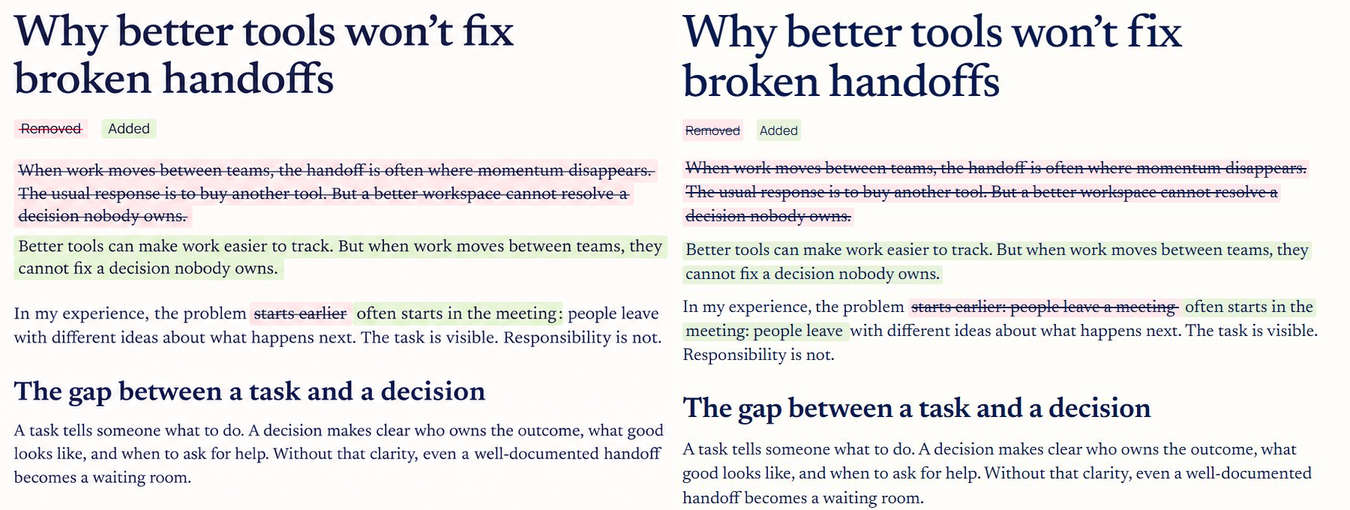 Why better tools won’t fix
broken handoffs
Removed Added
When work moves between teams, the handoff is often where momentum disappears.
The usual response is to buy another tool. But a better workspace cannot resolve a
decision nobody owns.
Better tools can make work easier to track. But when work moves between teams, they
cannot fix a decision nobody owns.
In my experience, the problem starts earlier often starts in the meeting: people leave
with different ideas about what happens next. The task is visible. Responsibility is not.
The gap between a task and a decision
A task tells someone what to do. A decision makes clear who owns the outcome, what good
looks like, and when to ask for help. Without that clarity, even a well-documented handoff
becomes a waiting room.
Why better tools won’t fix
broken handoffs
Removed Added
When work moves between teams, the handoff is often where momentum disappears.
The usual response is to buy another tool. But a better workspace cannot resolve a
decision nobody owns.
Better tools can make work easier to track. But when work moves between teams, they
cannot fix a decision nobody owns.
In my experience, the problem starts earlier: people leave a meeting often starts in the
meeting: people leave with different ideas about what happens next. The task is visible.
Responsibility is not.
The gap between a task and a decision
A task tells someone what to do. A decision makes clear who owns the outcome, what
good looks like, and when to ask for help. Without that clarity, even a well-documented
handoff becomes a waiting room.